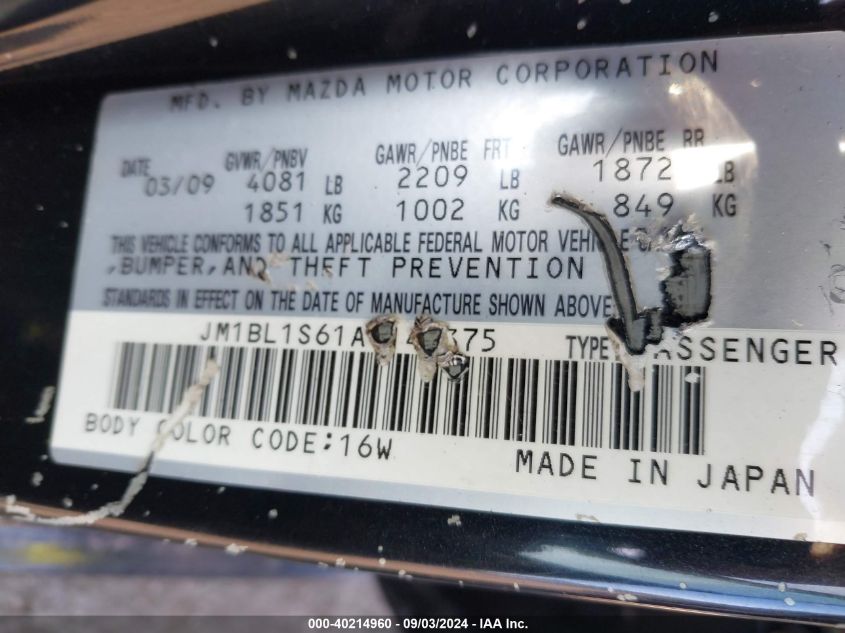 MFD. BY MAZDA MOTOR CORPORATION
DATE GVWR/PNBV GAWR/PNBE FRT GAWR/PNBE RR
03/09 4081 LB 2209 LB 1872 LB
1851 KG 1002 KG 849 KG
THIS VEHICLE CONFORMS TO ALL APPLICABLE FEDERAL MOTOR VEHICLE
,BUMPER,AND THEFT PREVENTION
STANDARDS IN EFFECT ON THE DATE OF MANUFACTURE SHOWN ABOVE.
TYPE: PASSENGER
BODY COLOR CODE:16W
MADE IN JAPAN
000-40214960 - 09/03/2024 - IAA Inc.